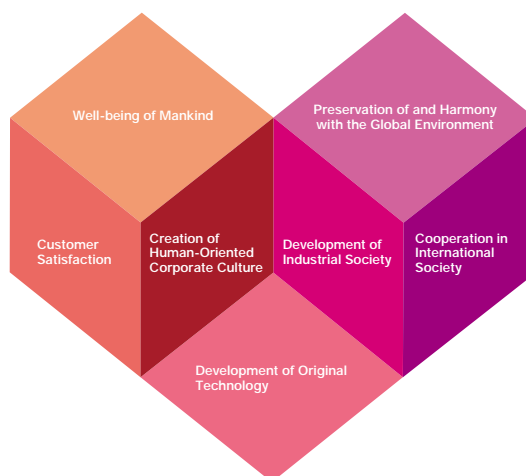 Well-being of Mankind
Preservation of and Harmony
with the Global Environment
Customer
Satisfaction
Creation of
Human-Oriented
Corporate Culture
Development of
Industrial Society
Cooperation in
International
Society
Development of Original
Technology